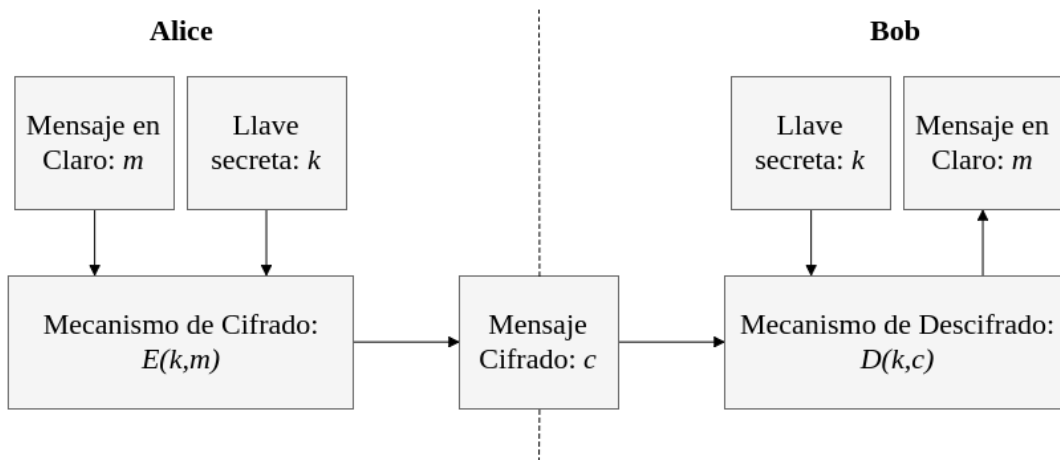 Alice
Bob
Mensaje en
Claro: m
Llave
secreta: k
Llave
secreta: k
Mensaje en
Claro: m
Mecanismo de Cifrado:
E(k,m)
Mensaje
Cifrado: c
Mecanismo de Descifrado:
D(k,c)